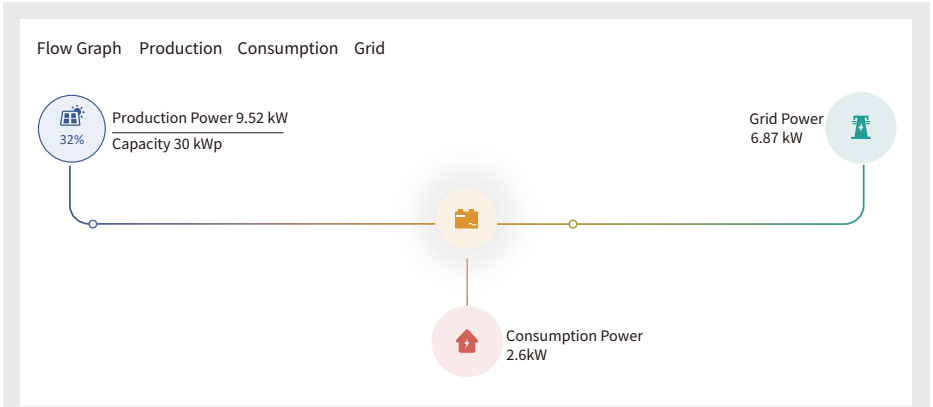 Flow Graph Production Consumption Grid
32%
Production Power 9.52 kW
Capacity 30 kWp
Grid Power
6.87 kW
Consumption Power
2.6kW